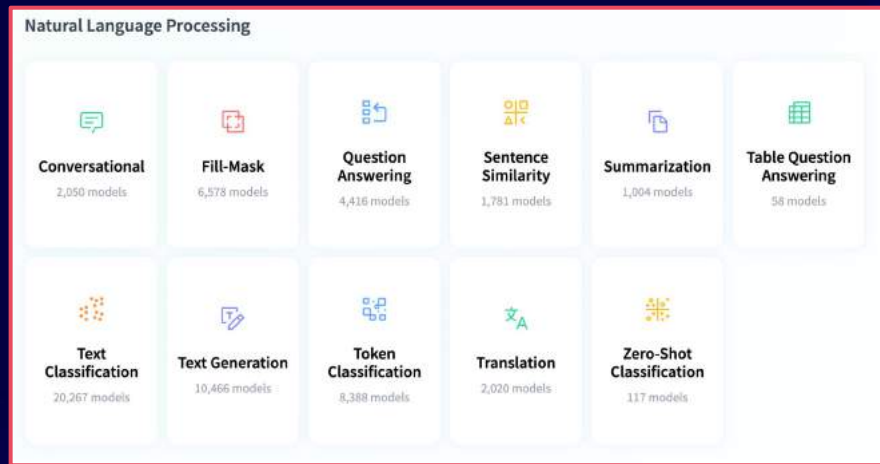 Natural Language Processing
Conversational
2,050 models
Fill-Mask
6,578 models
Question
Answering
4,416 models
Sentence
Similarity
1,781 models
Summarization
1,004 models
Table Question
Answering
58 models
Text
Classification
20,267 models
Text Generation
10,466 models
Token
Classification
8,388 models
Translation
2,020 models
Zero-Shot
Classification
117 models